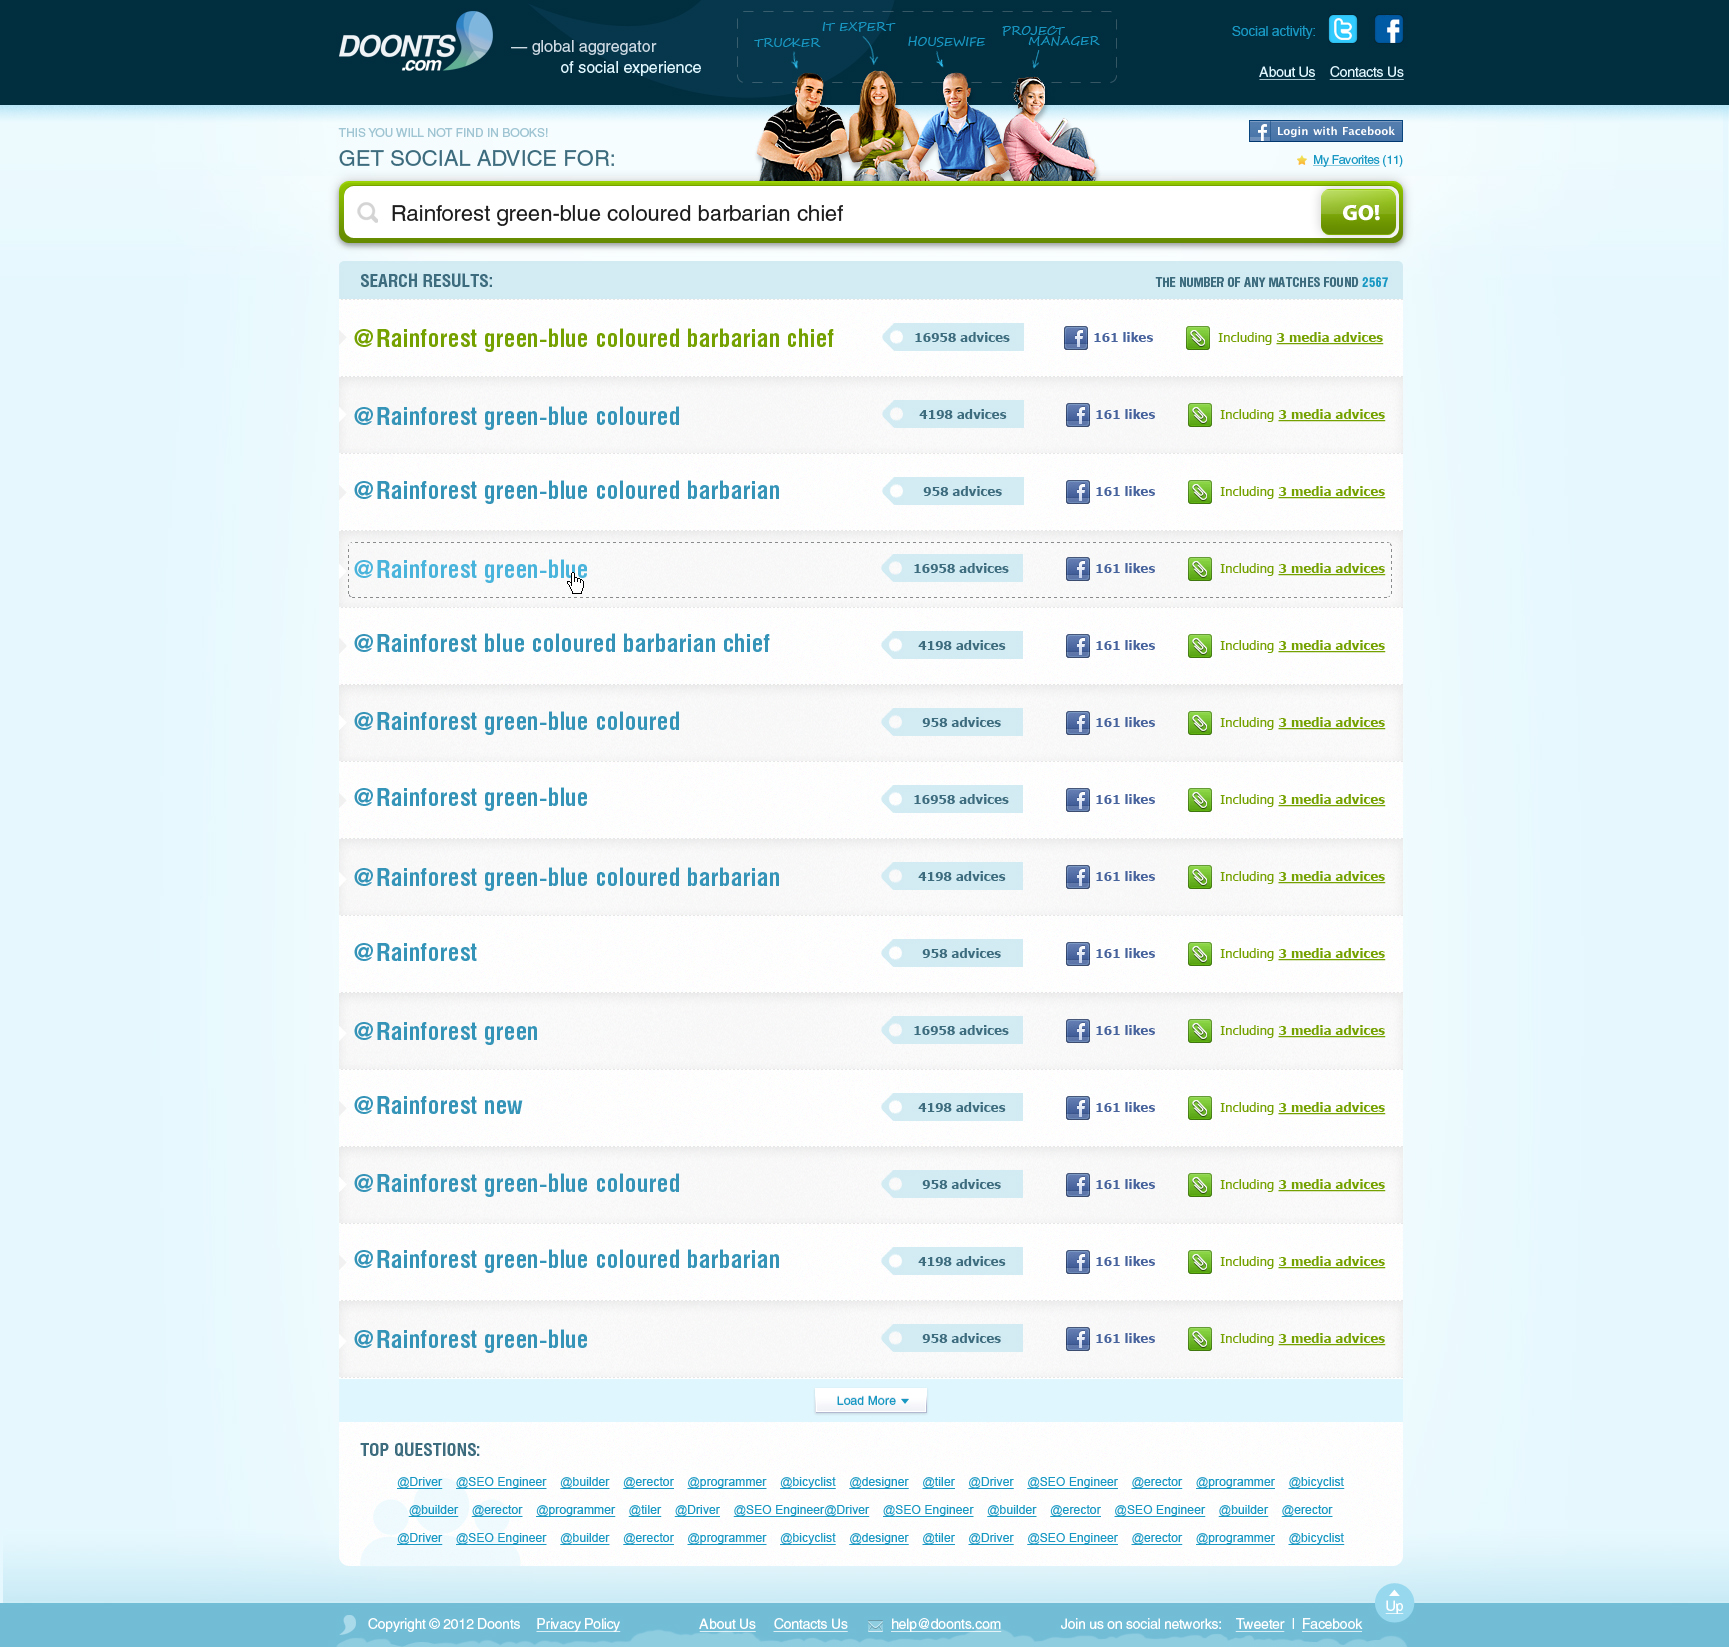 DOONTS
.com
— global aggregator
of social experience
TRUCKER
IT EXPERT
HOUSEWIFE
PROJECT
MANAGER
Social activity:
About Us Contacts Us
THIS YOU WILL NOT FIND IN BOOKS!
GET SOCIAL ADVICE FOR:
Login with Facebook
My Favorites (11)
Rainforest green-blue coloured barbarian chief GO!
SEARCH RESULTS: THE NUMBER OF ANY MATCHES FOUND 2567
@Rainforest green-blue coloured barbarian chief 16958 advices 161 likes Including 3 media advices
@Rainforest green-blue coloured 4198 advices 161 likes Including 3 media advices
@Rainforest green-blue coloured barbarian 958 advices 161 likes Including 3 media advices
@Rainforest green-blue 16958 advices 161 likes Including 3 media advices
@Rainforest blue coloured barbarian chief 4198 advices 161 likes Including 3 media advices
@Rainforest green-blue coloured 958 advices 161 likes Including 3 media advices
@Rainforest green-blue 16958 advices 161 likes Including 3 media advices
@Rainforest green-blue coloured barbarian 4198 advices 161 likes Including 3 media advices
@Rainforest 958 advices 161 likes Including 3 media advices
@Rainforest green 16958 advices 161 likes Including 3 media advices
@Rainforest new 4198 advices 161 likes Including 3 media advices
@Rainforest green-blue coloured 958 advices 161 likes Including 3 media advices
@Rainforest green-blue coloured barbarian 4198 advices 161 likes Including 3 media advices
@Rainforest green-blue 958 advices 161 likes Including 3 media advices
Load More
TOP QUESTIONS:
@Driver @SEO Engineer @builder @erector @programmer @bicyclist @designer @tiler @Driver @SEO Engineer @erector @programmer @bicyclist
@builder @erector @programmer @tiler @Driver @SEO Engineer@Driver @SEO Engineer @builder @erector @SEO Engineer @builder @erector
@Driver @SEO Engineer @builder @erector @programmer @bicyclist @designer @tiler @Driver @SEO Engineer @erector @programmer @bicyclist
Up
Copyright © 2012 Doonts Privacy Policy About Us Contacts Us help@doonts.com Join us on social networks: Tweeter | Facebook